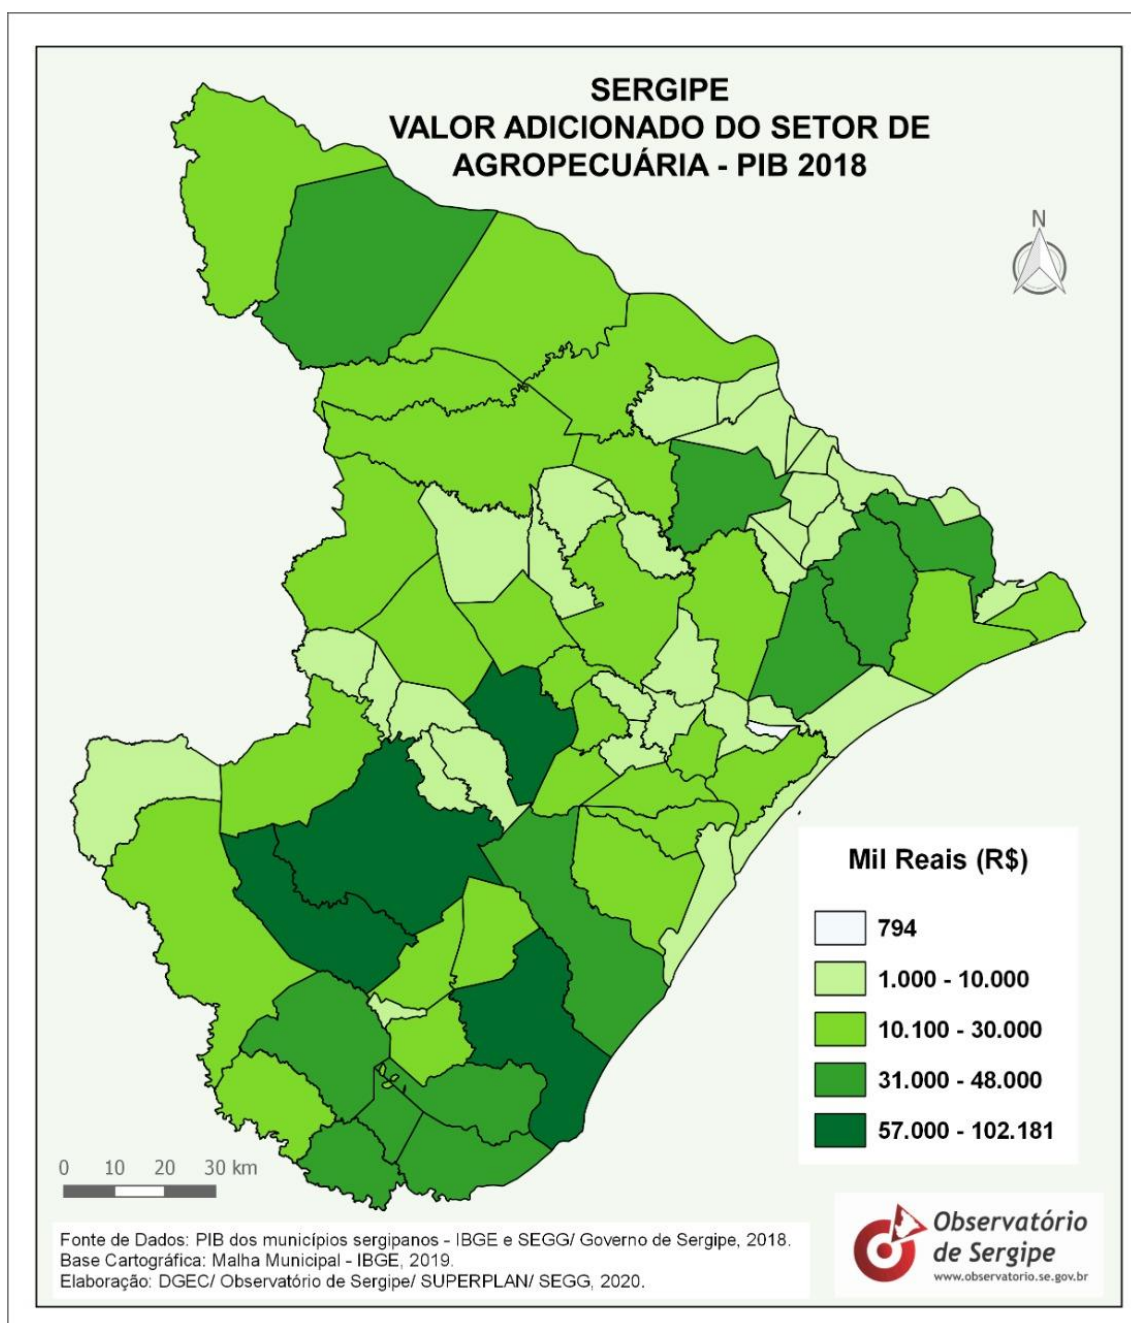 SERGIPE
VALOR ADICIONADO DO SETOR DE
AGROPECUÁRIA - PIB 2018
N
Mil Reais (R$)
794
1.000 - 10.000
10.100 - 30.000
31.000 - 48.000
57.000 - 102.181
0 10 20 30 km
Fonte de Dados: PIB dos municípios sergipanos - IBGE e SEGG/ Governo de Sergipe, 2018.
Base Cartográfica: Malha Municipal - IBGE, 2019.
Elaboração: DGEC/ Observatório de Sergipe/ SUPERPLAN/ SEGG, 2020.
Observatório
de Sergipe
www.observatorio.se.gov.br